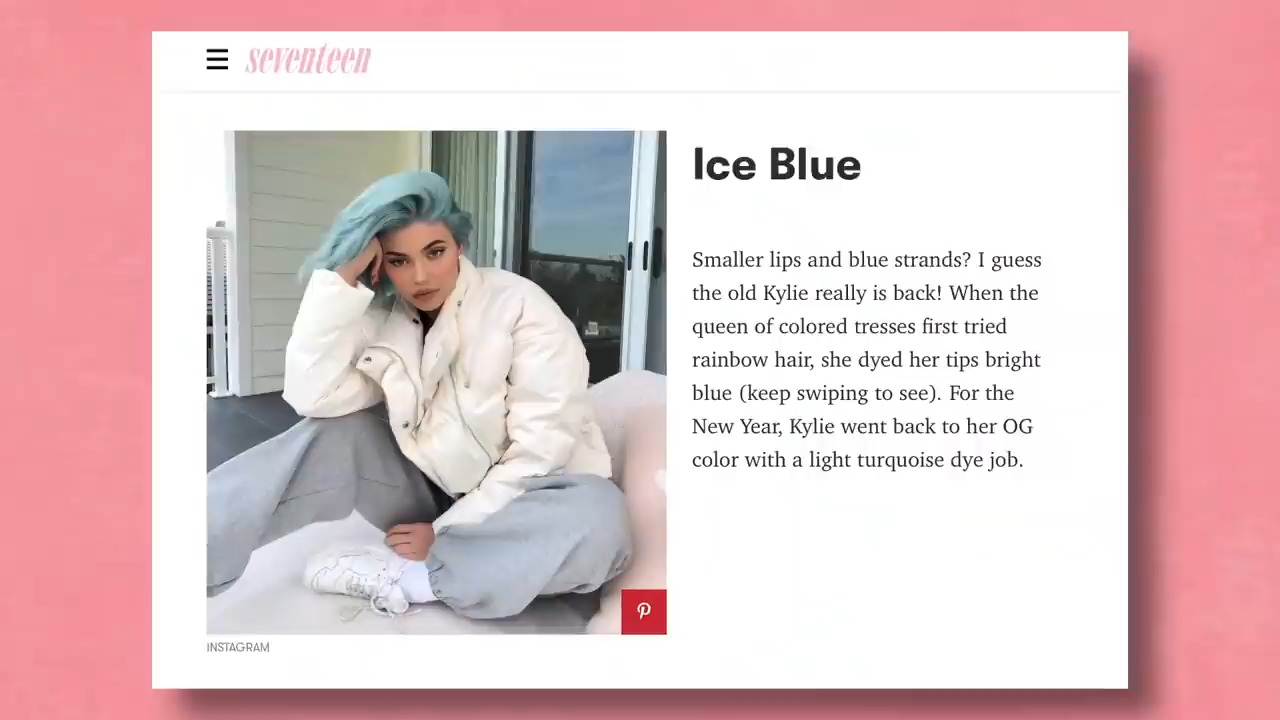 seventeen
Ice Blue
Smaller lips and blue strands? I guess
the old Kylie really is back! When the
queen of colored tresses first tried
rainbow hair, she dyed her tips bright
blue (keep swiping to see). For the
New Year, Kylie went back to her OG
color with a light turquoise dye job.
INSTAGRAM